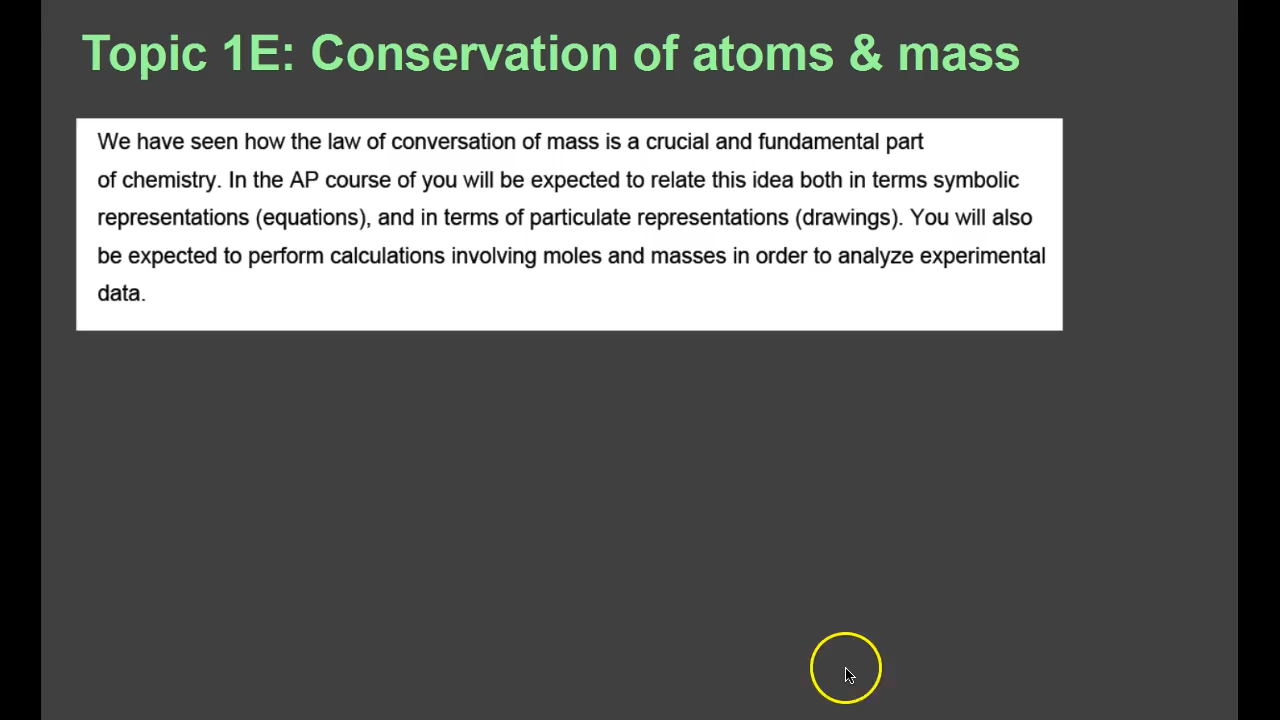 Topic 1E: Conservation of atoms & mass
We have seen how the law of conversation of mass is a crucial and fundamental part
of chemistry. In the AP course of you will be expected to relate this idea both in terms symbolic
representations (equations), and in terms of particulate representations (drawings). You will also
be expected to perform calculations involving moles and masses in order to analyze experimental
data.